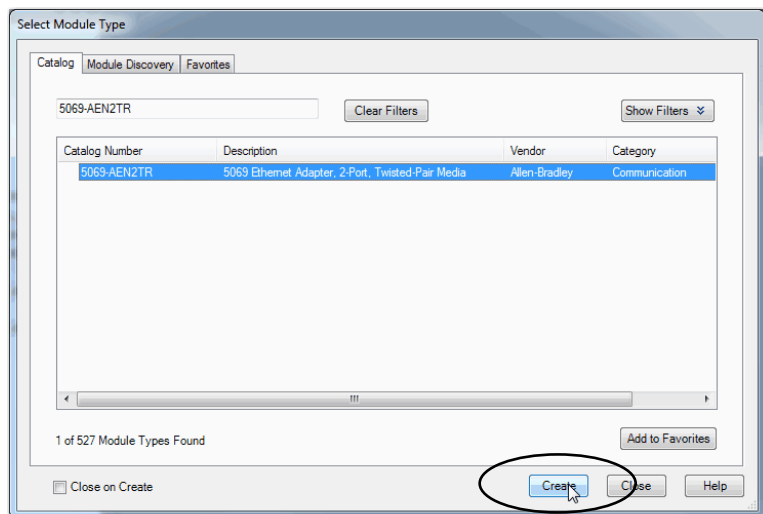 Select Module Type
Catalog Module Discovery Favorites
5069-AEN2TR Clear Filters Show Filters
Catalog Number Description Vendor Category
5069-AEN2TR 5069 Ethernet Adapter, 2-Port, Twisted-Pair Media Allen-Bradley Communication
1 of 527 Module Types Found Add to Favorites
Close on Create Create Close Help